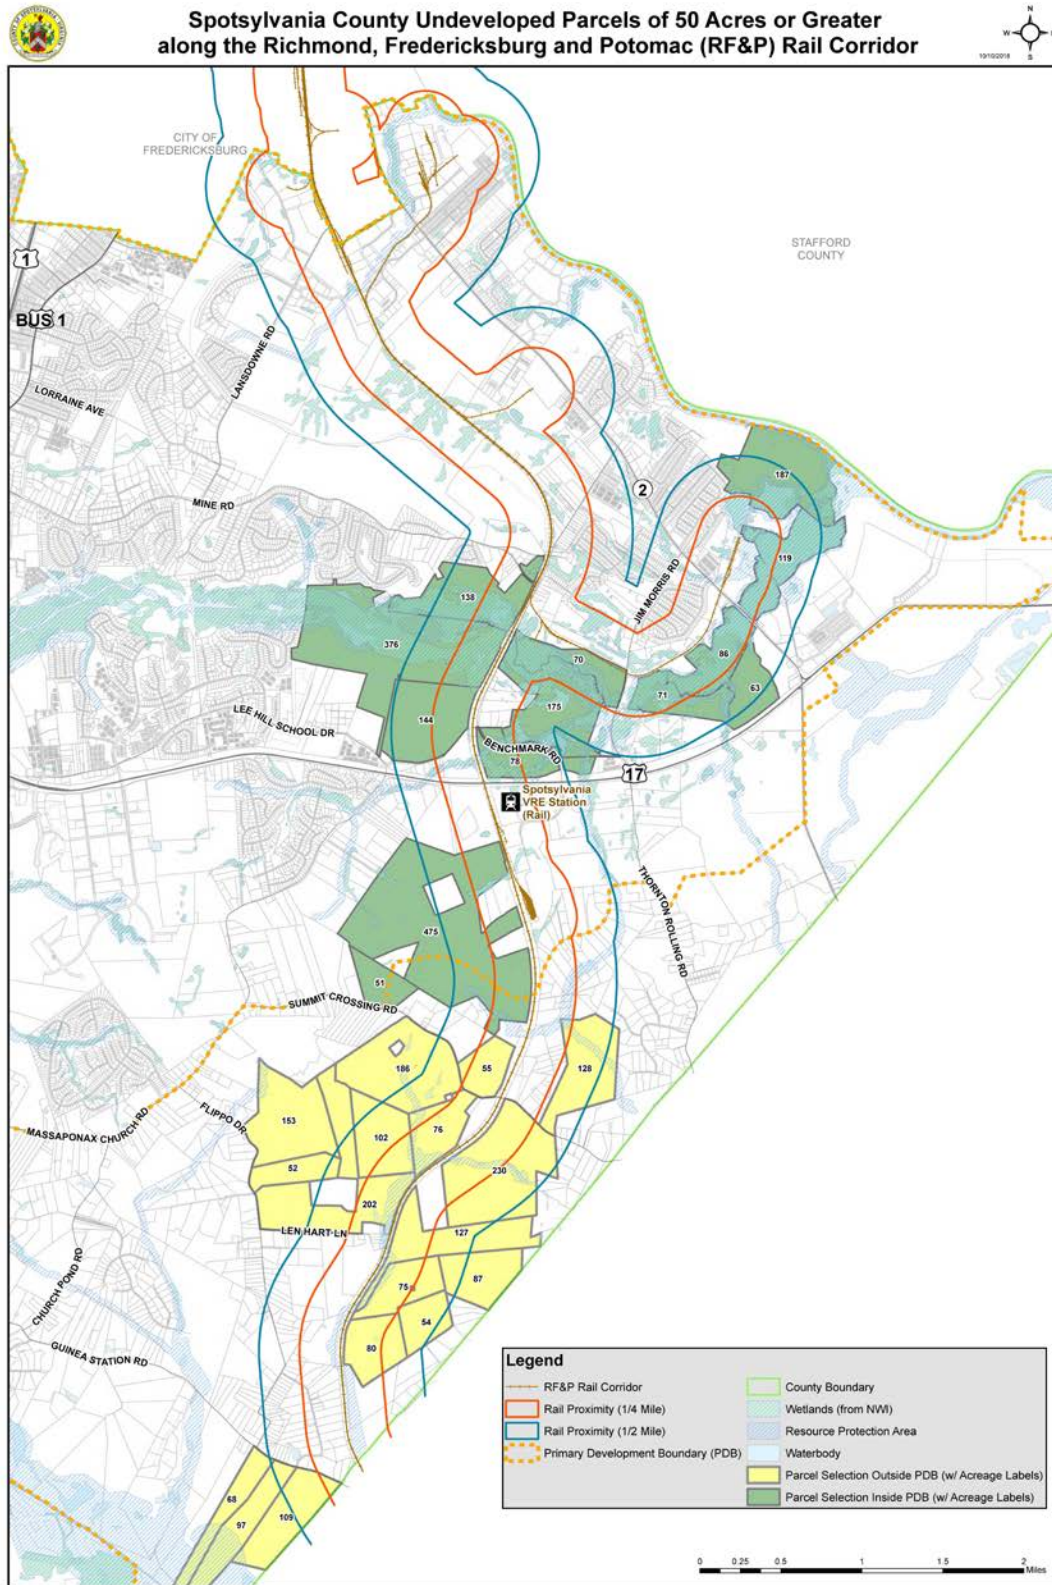 Spotsylvania County Undeveloped Parcels of 50 Acres or Greater
along the Richmond, Fredericksburg and Potomac (RF&P) Rail Corridor
N
W
S
CITY OF
FREDERICKSBURG
STAFFORD
COUNTY
1
BUS 1
LANSDOWNE RD
LORRAINE AVE
MINE RD
2
187
119
JIM MORRIS RD
138
376
70
86
71
63
175
144
LEE HILL SCHOOL DR
BENCHMARK RD
78
17
Spotsylvania
VRE Station
(Rail)
THORNTON ROLLING RD
475
51
SUMMIT CROSSING RD
186
55
128
153
FLIPPO DR
MASSAPONAX CHURCH RD
102
76
52
230
202
LEN HART LN
127
CHURCH POND RD
75
87
54
80
GUINEA STATION RD
68
97
109
Legend
RF&P Rail Corridor
Rail Proximity (1/4 Mile)
Rail Proximity (1/2 Mile)
Primary Development Boundary (PDB)
County Boundary
Wetlands (from NWI)
Resource Protection Area
Waterbody
Parcel Selection Outside PDB (w/ Acreage Labels)
Parcel Selection Inside PDB (w/ Acreage Labels)
0 0.25 0.5 1 1.5 2
Miles